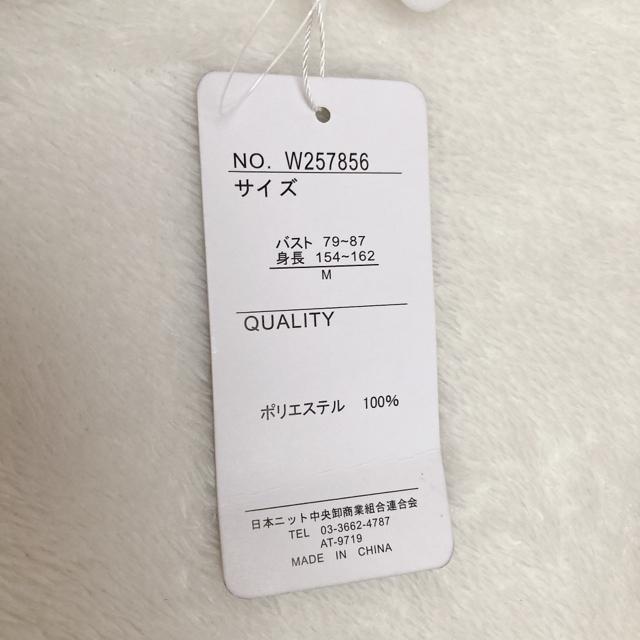 NO. W257856
サイズ
バスト 79~87
身長 154~162
M
QUALITY
ポリエステル 100%
日本ニット中央卸商業組合連合会
TEL 03-3662-4787
AT-9719
MADE IN CHINA